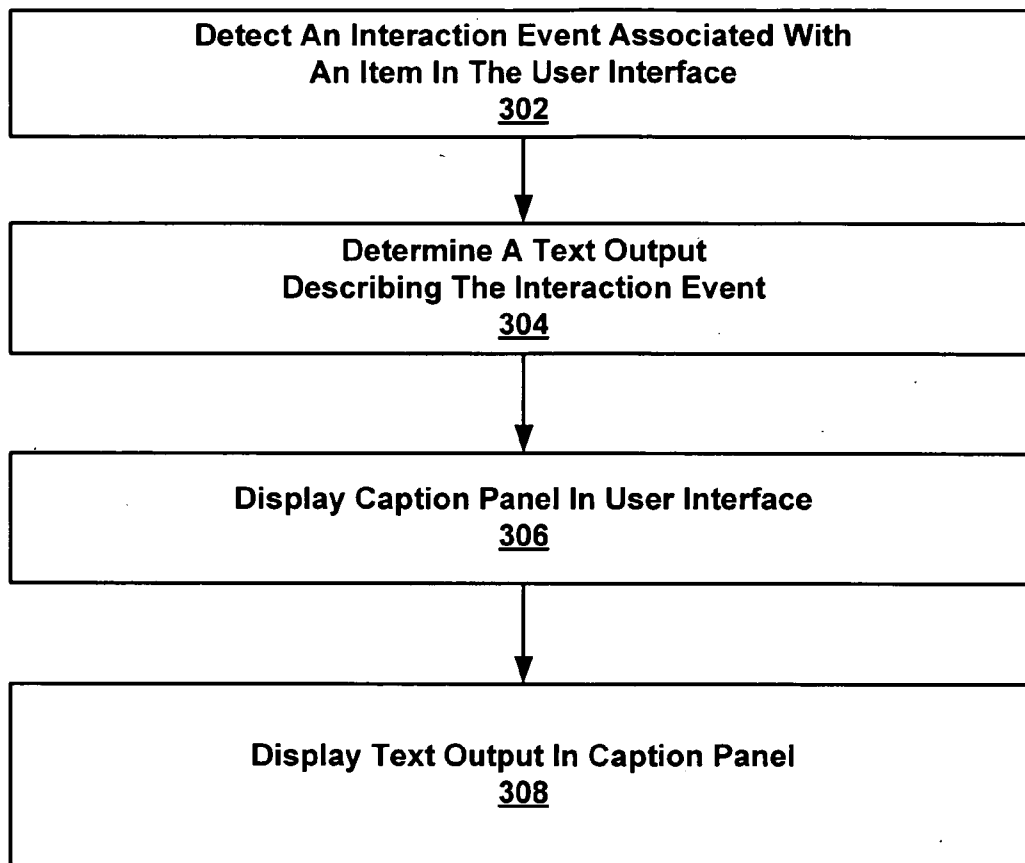 Detect An Interaction Event Associated With
An Item In The User Interface
302
Determine A Text Output
Describing The Interaction Event
304
Display Caption Panel In User Interface
306
Display Text Output In Caption Panel
308